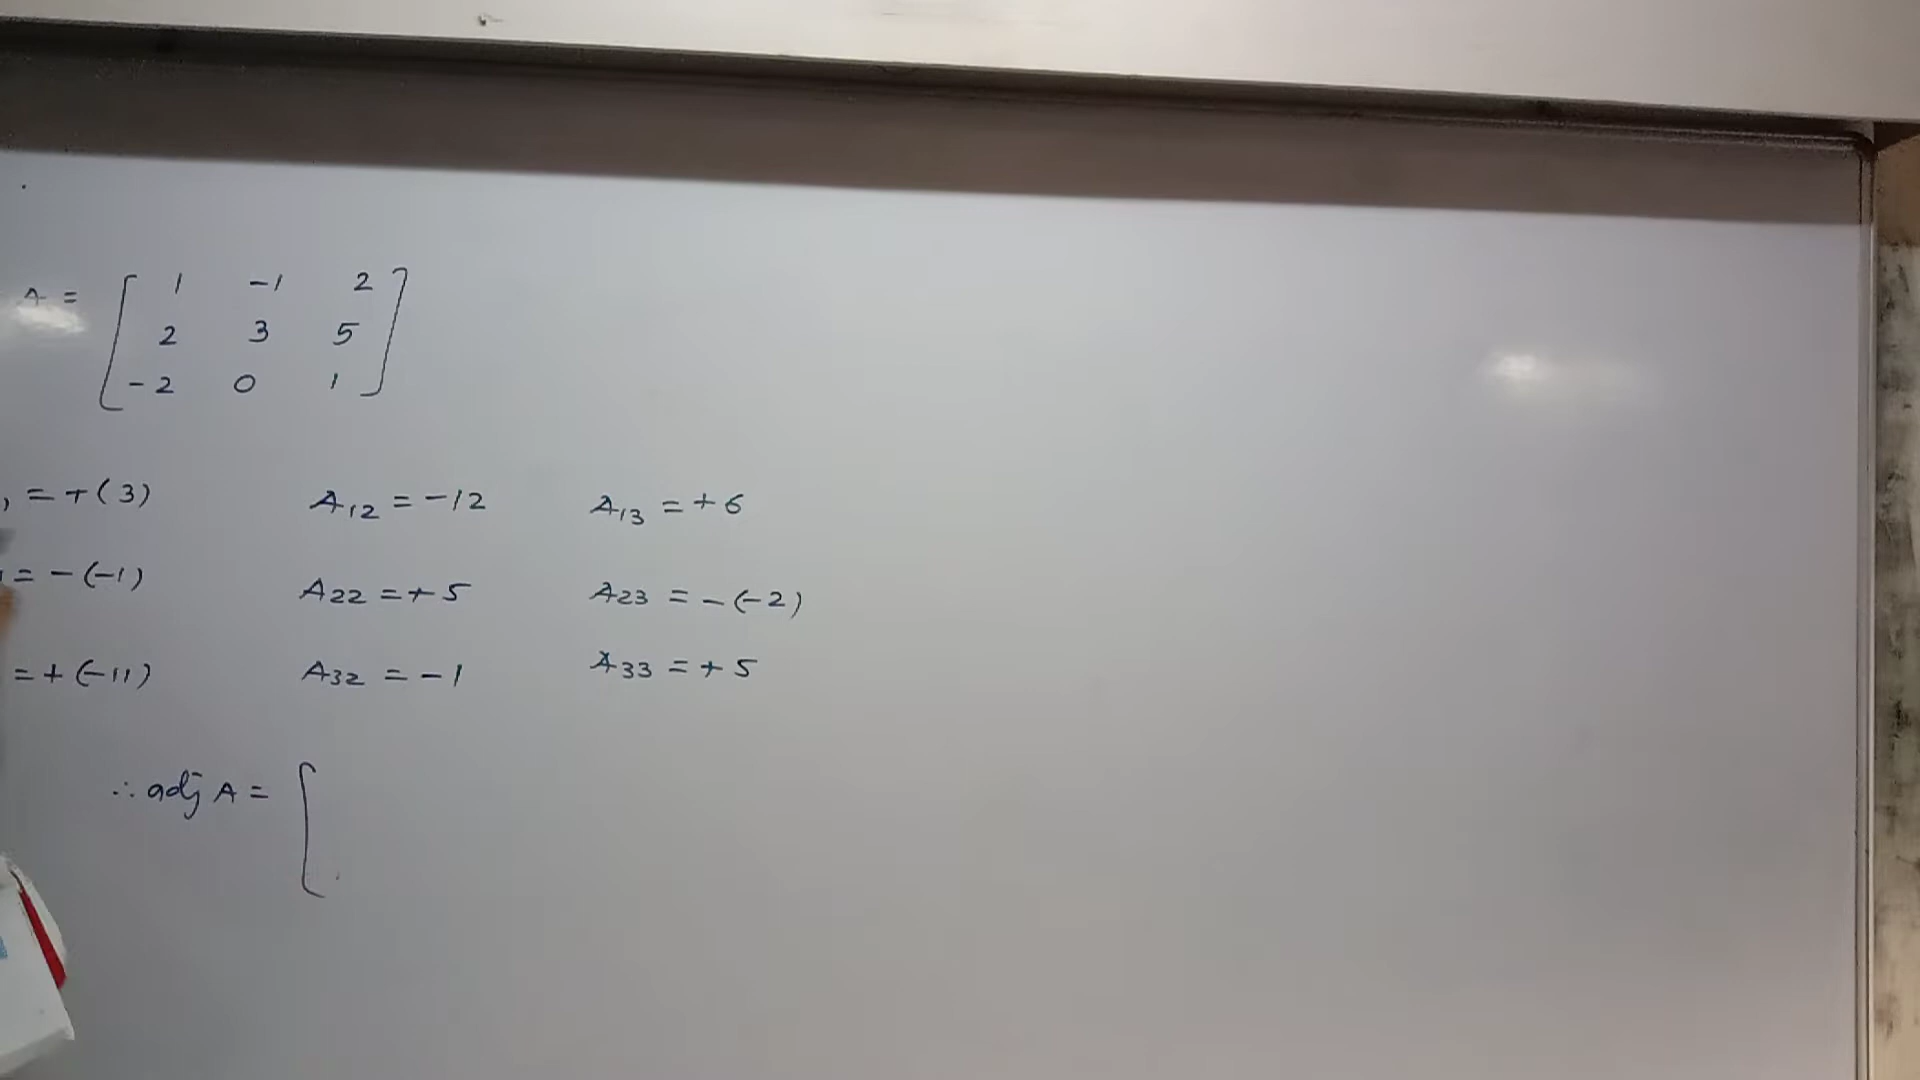 A = [ 1 -1 2
2 3 5
-2 0 1 ]
= +(3) A12 = -12 A13 = +6
= -(-1) A22 = +5 A23 = -(-2)
= +(-11) A32 = -1 A33 = +5
∴ adj A = [